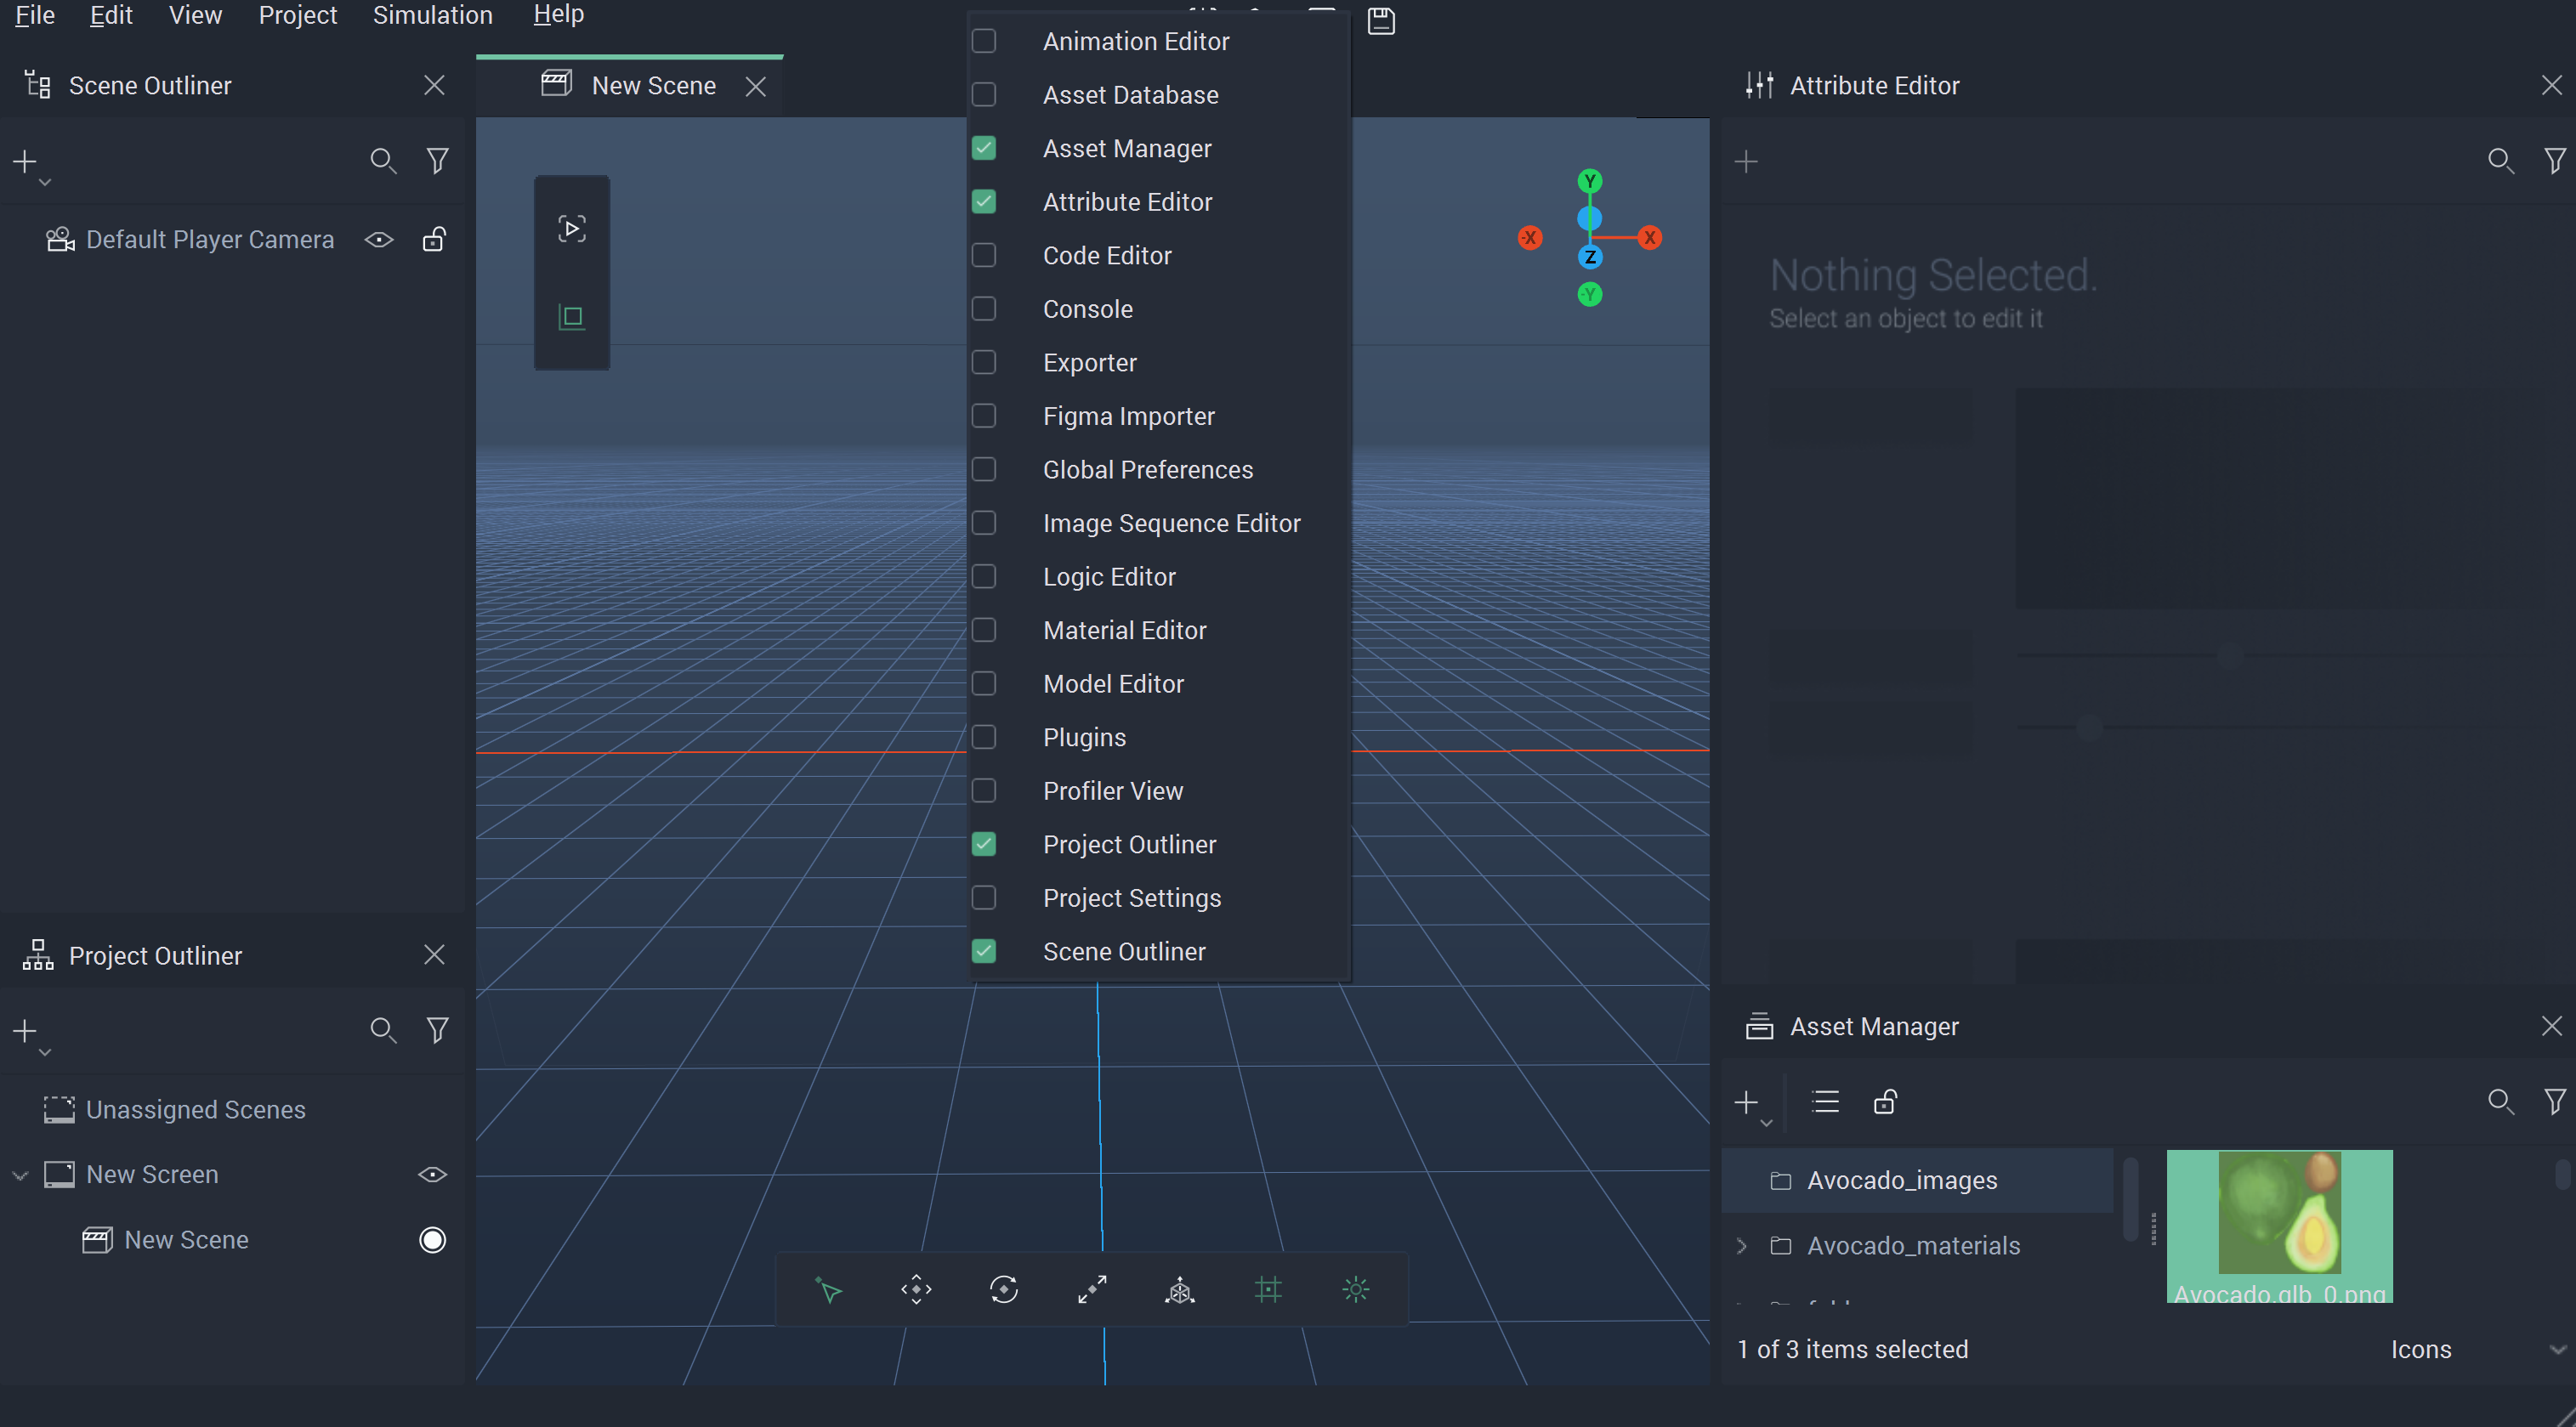 File Edit View Project Simulation Help
Scene Outliner
Default Player Camera
New Scene
Y
-X
X
Z
-Y
Animation Editor
Asset Database
Asset Manager
Attribute Editor
Code Editor
Console
Exporter
Figma Importer
Global Preferences
Image Sequence Editor
Logic Editor
Material Editor
Model Editor
Plugins
Profiler View
Project Outliner
Project Settings
Scene Outliner
Attribute Editor
Nothing Selected.
Select an object to edit it
Project Outliner
Unassigned Scenes
New Screen
New Scene
Asset Manager
Avocado_images
Avocado_materials
Avocado.glb_0.png
1 of 3 items selected
Icons